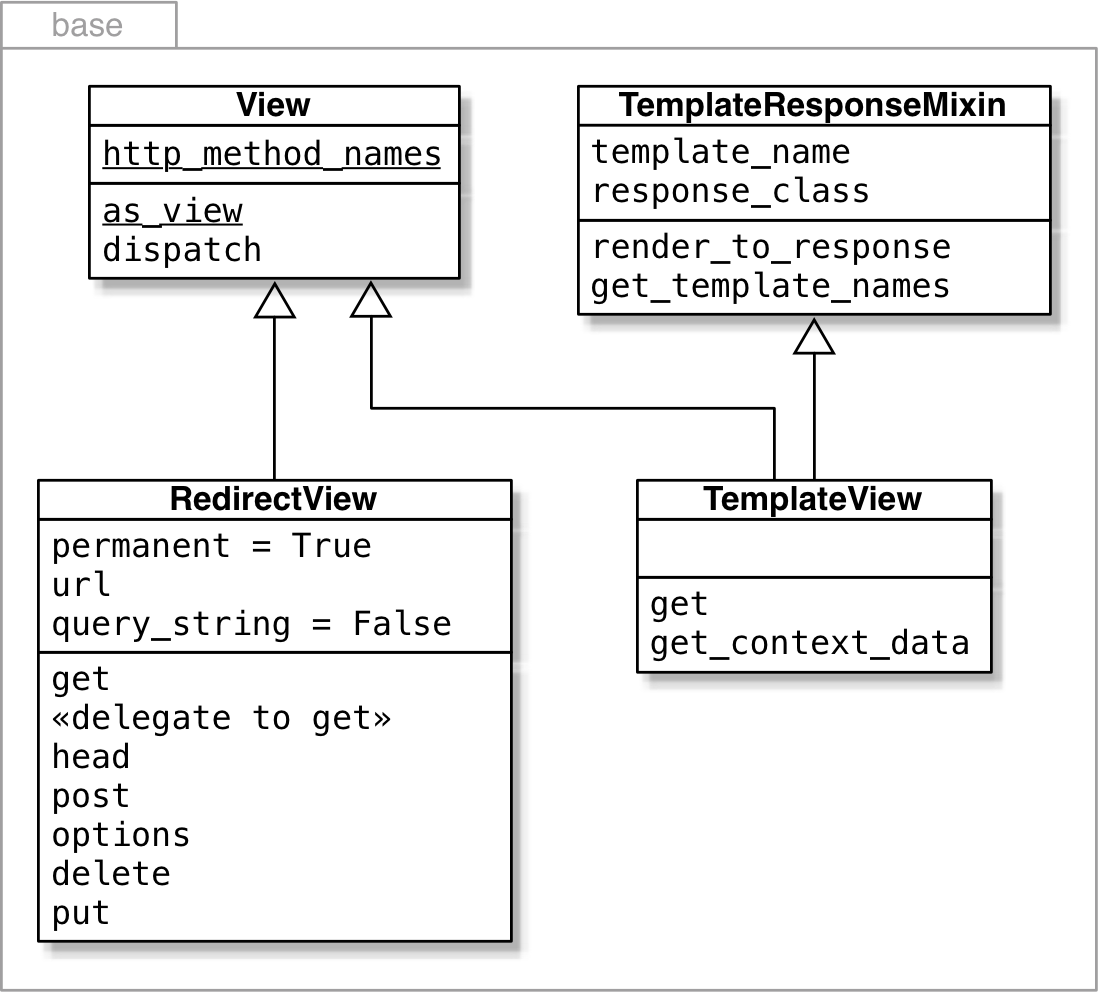 base
View
http_method_names
as_view
dispatch
TemplateResponseMixin
template_name
response_class
render_to_response
get_template_names
RedirectView
permanent = True
url
query_string = False
get
«delegate to get»
head
post
options
delete
put
TemplateView
get
get_context_data